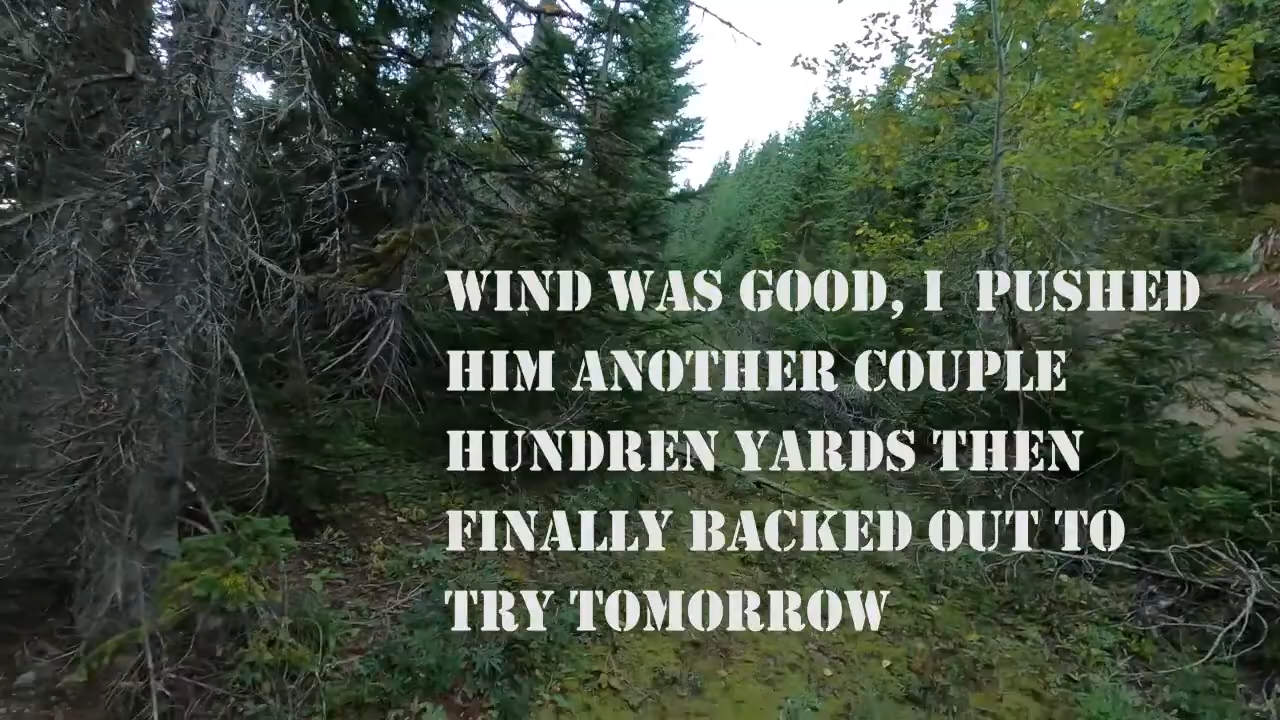 WIND WAS GOOD, I  PUSHED
HIM ANOTHER COUPLE
HUNDREN YARDS THEN
FINALLY BACKED OUT TO
TRY TOMORROW